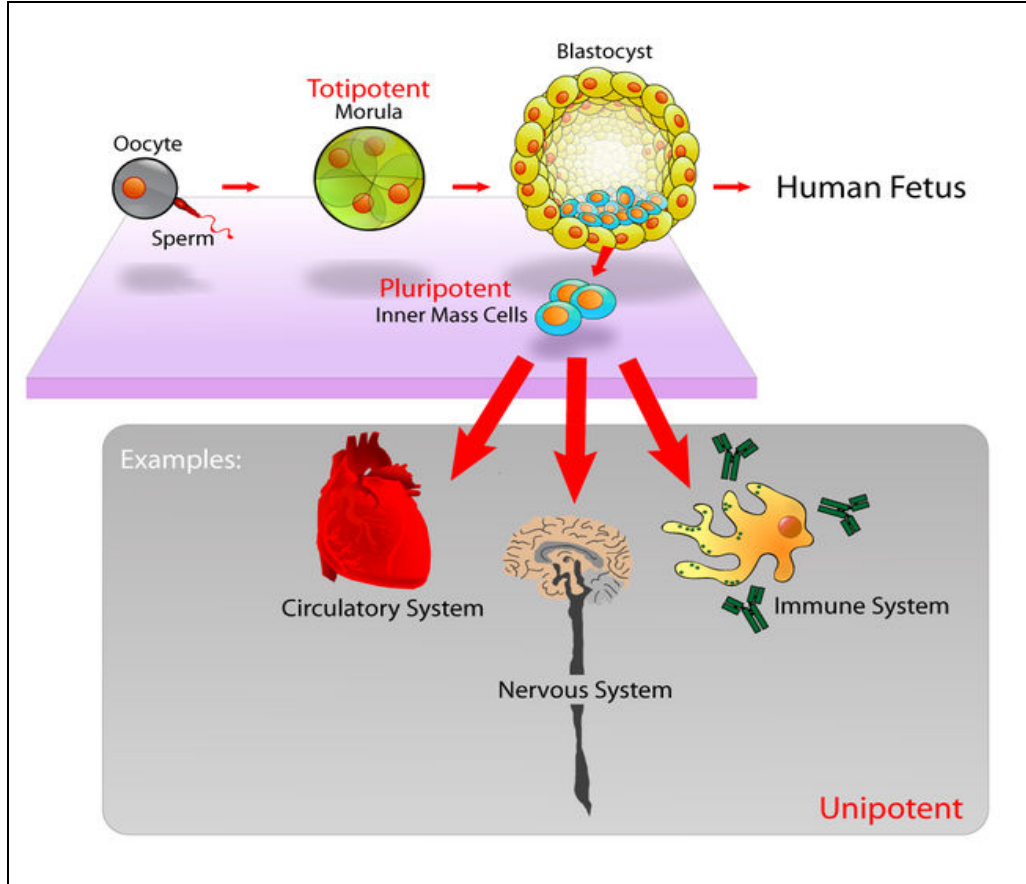 Blastocyst
Totipotent
Morula
Oocyte
Human Fetus
Sperm
Pluripotent
Inner Mass Cells
Examples:
Circulatory System
Immune System
Nervous System
Unipotent